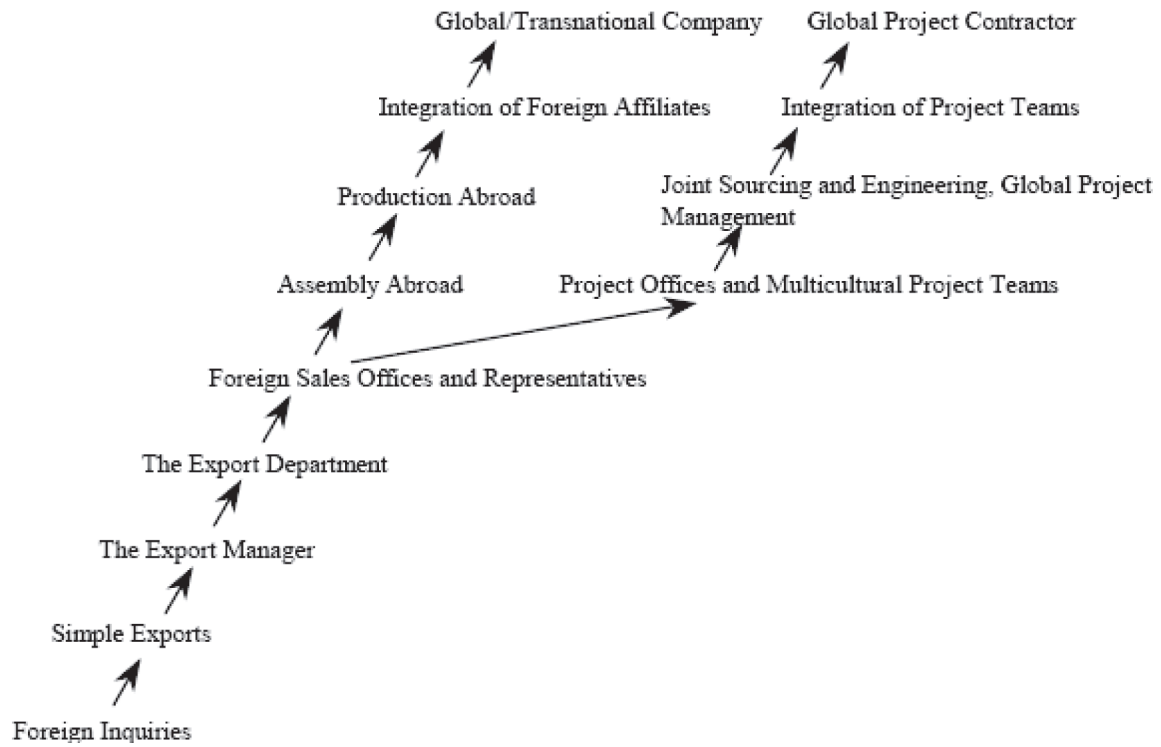 Global/Transnational Company
Global Project Contractor
Integration of Foreign Affiliates
Integration of Project Teams
Production Abroad
Joint Sourcing and Engineering, Global Project
Management
Assembly Abroad
Project Offices and Multicultural Project Teams
Foreign Sales Offices and Representatives
The Export Department
The Export Manager
Simple Exports
Foreign Inquiries